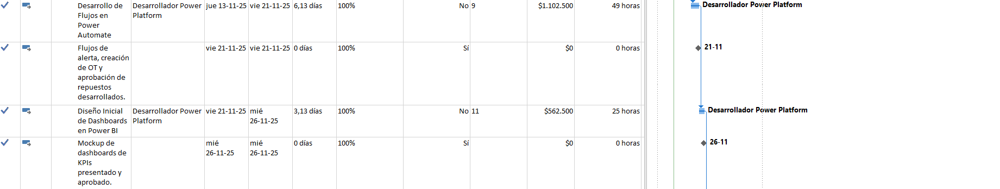 Desarrollo de Flujos en Power Automate Desarrollador Power Platform jue 13-11-25 vie 21-11-25 6,13 días 100% No 9 $1.102.500 49 horas Desarrollador Power Platform
Flujos de alerta, creación de OT y aprobación de repuestos desarrollados. vie 21-11-25 vie 21-11-25 0 días 100% Sí $0 0 horas 21-11
Diseño Inicial de Dashboards en Power BI Desarrollador Power Platform vie 21-11-25 mié 26-11-25 3,13 días 100% No 11 $562.500 25 horas Desarrollador Power Platform
Mockup de dashboards de KPIs presentado y aprobado. mié 26-11-25 mié 26-11-25 0 días 100% Sí $0 0 horas 26-11